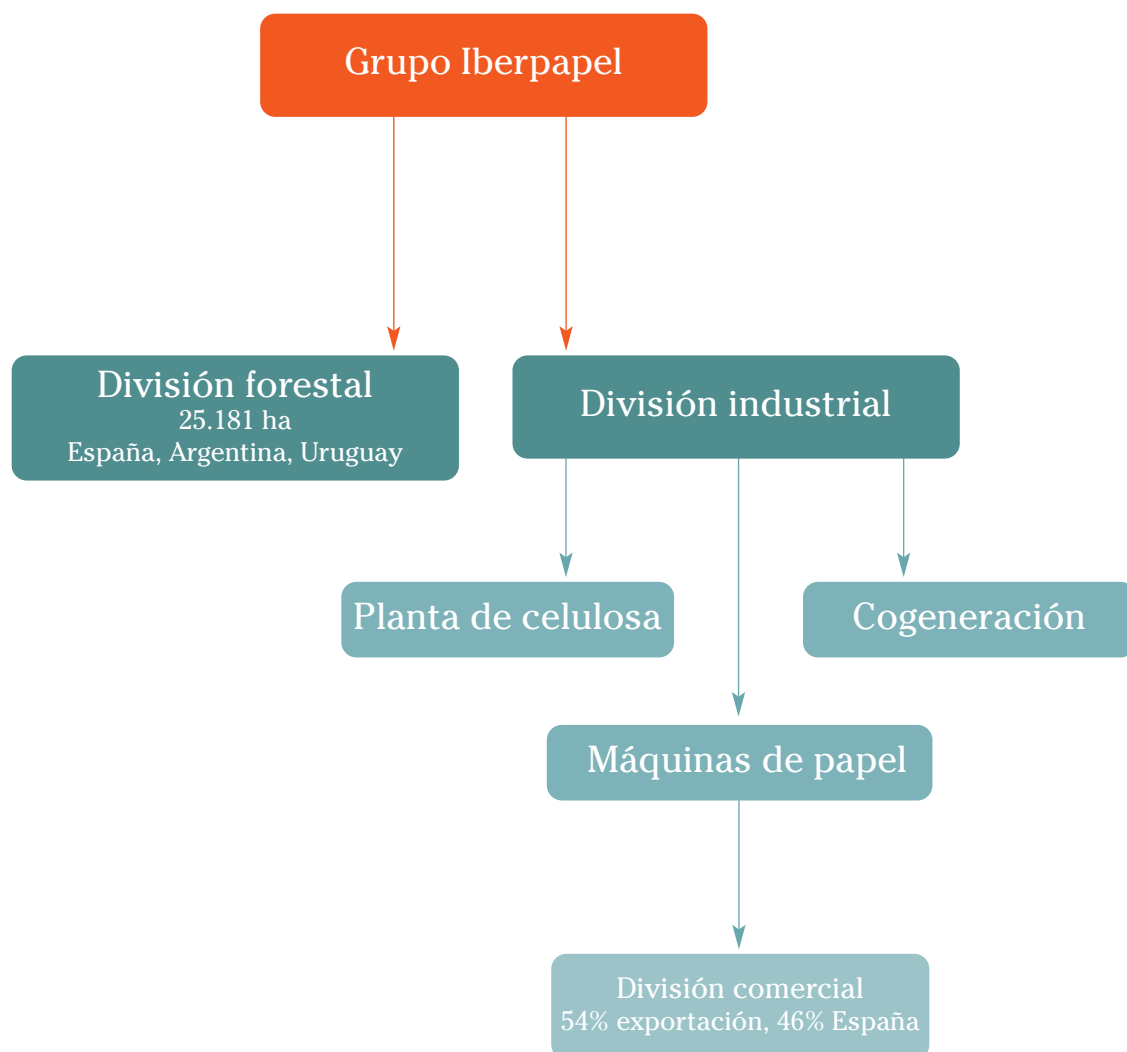 Grupo Iberpapel
División forestal
25.181 ha
España, Argentina, Uruguay
División industrial
Planta de celulosa
Cogeneración
Máquinas de papel
División comercial
54% exportación, 46% España